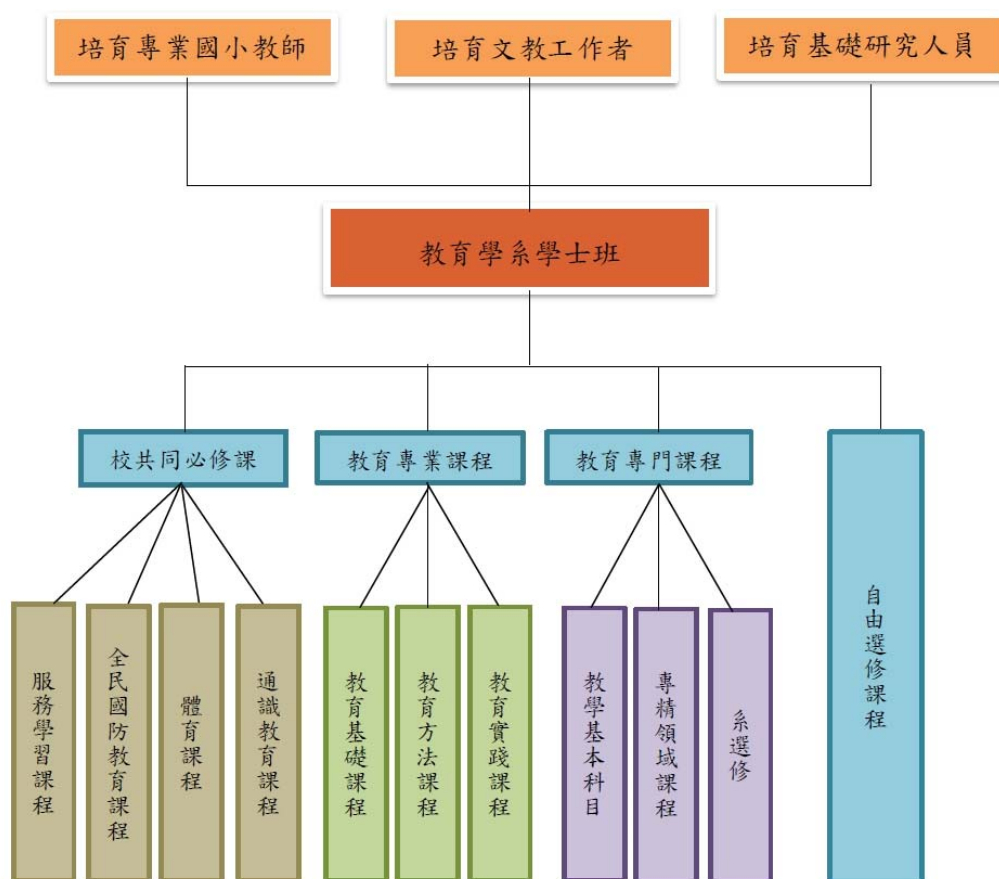 培育專業國小教師
培育文教工作者
培育基礎研究人員
教育學系學士班
校共同必修課
教育專業課程
教育專門課程
自由選修課程
服務學習課程
全民國防教育課程
體育課程
通識教育課程
教育基礎課程
教育方法課程
教育實踐課程
教學基本科目
專精領域課程
系選修